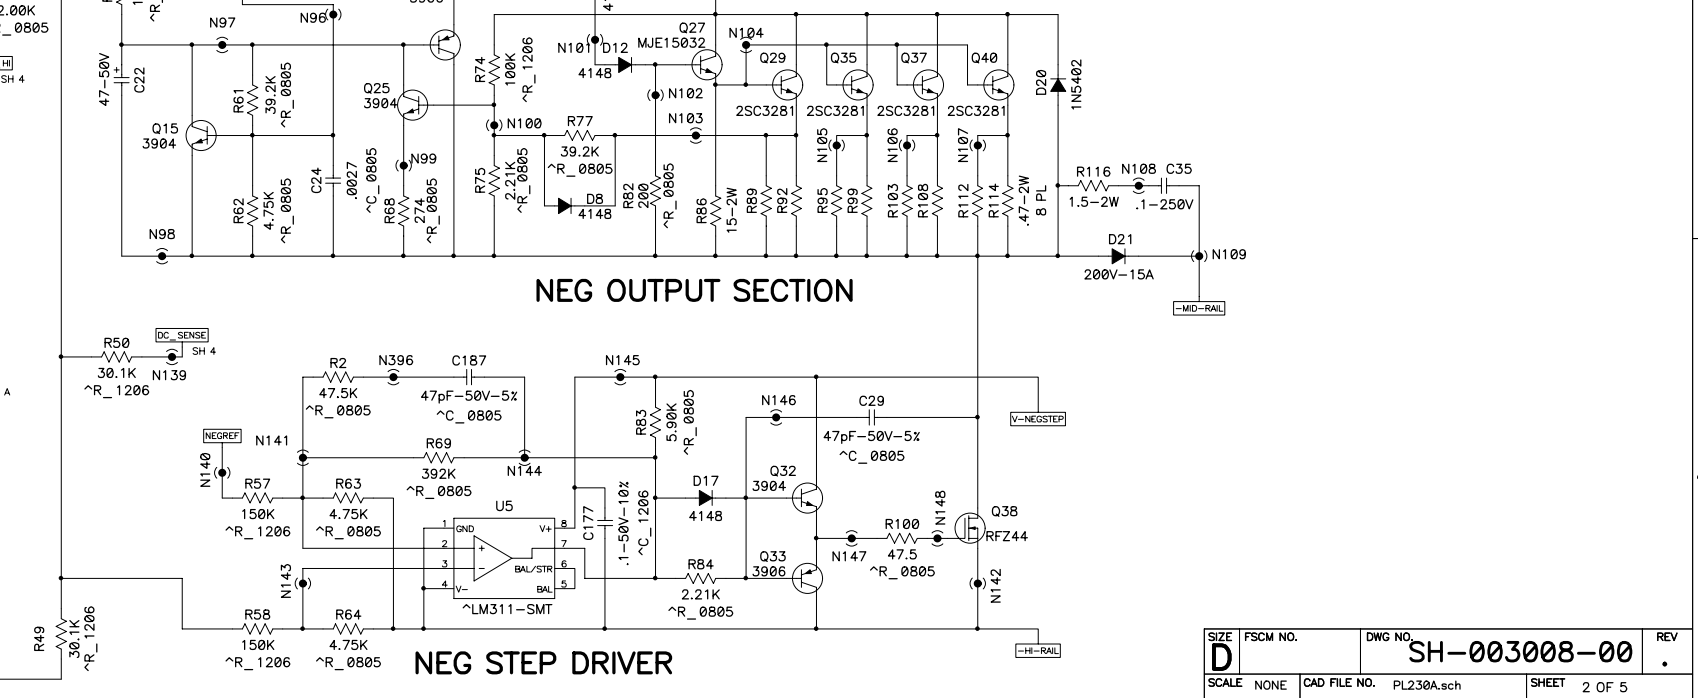 2.00K
^R_0805
HI
SH 4
A
47-50V
C22
N97
N96
N98
Q15
3904
R61
39.2K
^R_0805
R62
4.75K
^R_0805
C24
.0027
^C_0805
Q25
3904
N99
R68
274
^R_0805
R74
100K
^R_1206
N100
R75
2.21K
^R_0805
R77
39.2K
^R_0805
D8
4148
N101
D12
4148
N102
R82
200
^R_0805
N103
Q27
MJE15032
N104
R86
15-2W
Q29
2SC3281
Q35
2SC3281
Q37
2SC3281
Q40
2SC3281
R89
R92
N105
R95
R99
N106
R103
R108
N107
R112
R114
.47-2W
8 PL
D20
1N5402
R116
1.5-2W
N108
C35
.1-250V
D21
200V-15A
N109
-MID-RAIL
NEG OUTPUT SECTION
R50
30.1K
^R_1206
DC_SENSE
SH 4
N139
R49
30.1K
^R_1206
NEGREF
N140
N141
R57
150K
^R_1206
R63
4.75K
^R_0805
R2
47.5K
^R_0805
N396
C187
47pF-50V-5%
^C_0805
R69
392K
^R_0805
N144
N143
R58
150K
^R_1206
R64
4.75K
^R_0805
U5
1
GND
V+
8
2
+
7
3
-
BAL/STR
6
4
V-
BAL
5
^LM311-SMT
N145
C177
.1-50V-10%
^C_1206
R83
5.90K
^R_0805
D17
4148
R84
2.21K
^R_0805
N146
C29
47pF-50V-5%
^C_0805
Q32
3904
Q33
3906
N147
R100
47.5
^R_0805
N148
Q38
RFZ44
N142
V-NEGSTEP
-HI-RAIL
NEG STEP DRIVER
SIZE
D
FSCM NO.
DWG NO.
SH-003008-00
REV
.
SCALE NONE
CAD FILE NO. PL230A.sch
SHEET 2 OF 5